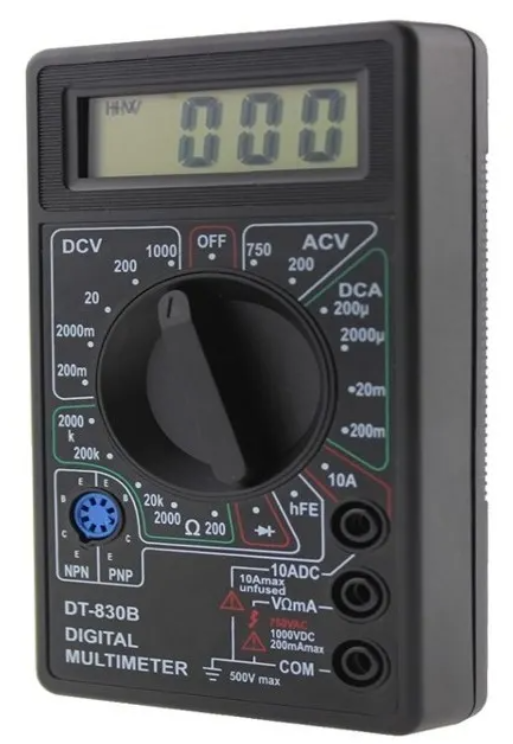 HHW
000
DCV 1000 OFF 750 ACV
200 200
DCA
20 200µ
2000m 2000µ
200m 20m
2000 200m
k
200k 10A
20k hFE
2000 Ω 200
E E
B B
C C
E E
NPN PNP
10ADC
10Amax
unfused
VΩmA
DT-830B 750VAC
DIGITAL 1000VDC
200mAmax
MULTIMETER COM
500V max